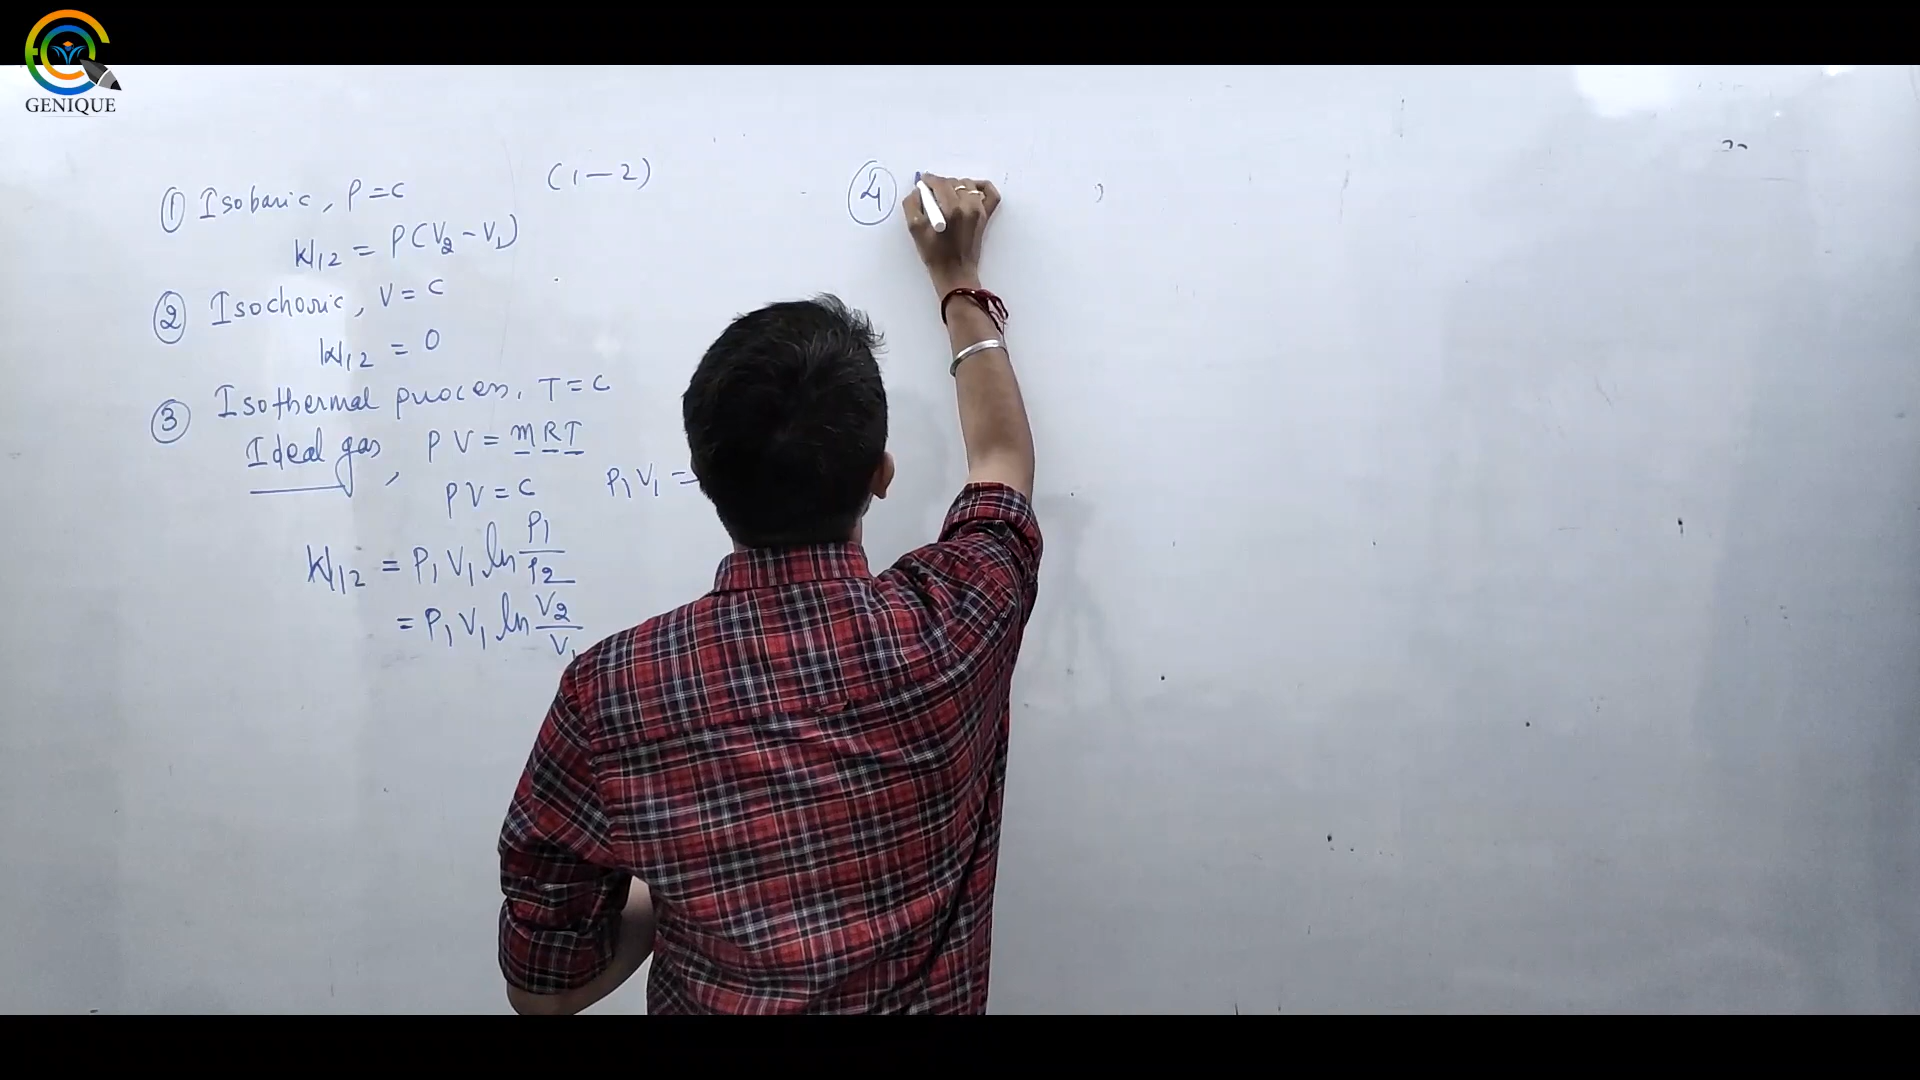 GENIQUE
(1-2)
① Isobaric, P=C
W₁₂ = P(V₂-V₁)
② Isochoric, V=C
W₁₂ = 0
③ Isothermal process, T=C
Ideal gas, PV = mRT
PV = C P₁V₁ =
W₁₂ = P₁V₁ ln P₁/P₂
= P₁V₁ ln V₂/V₁
④